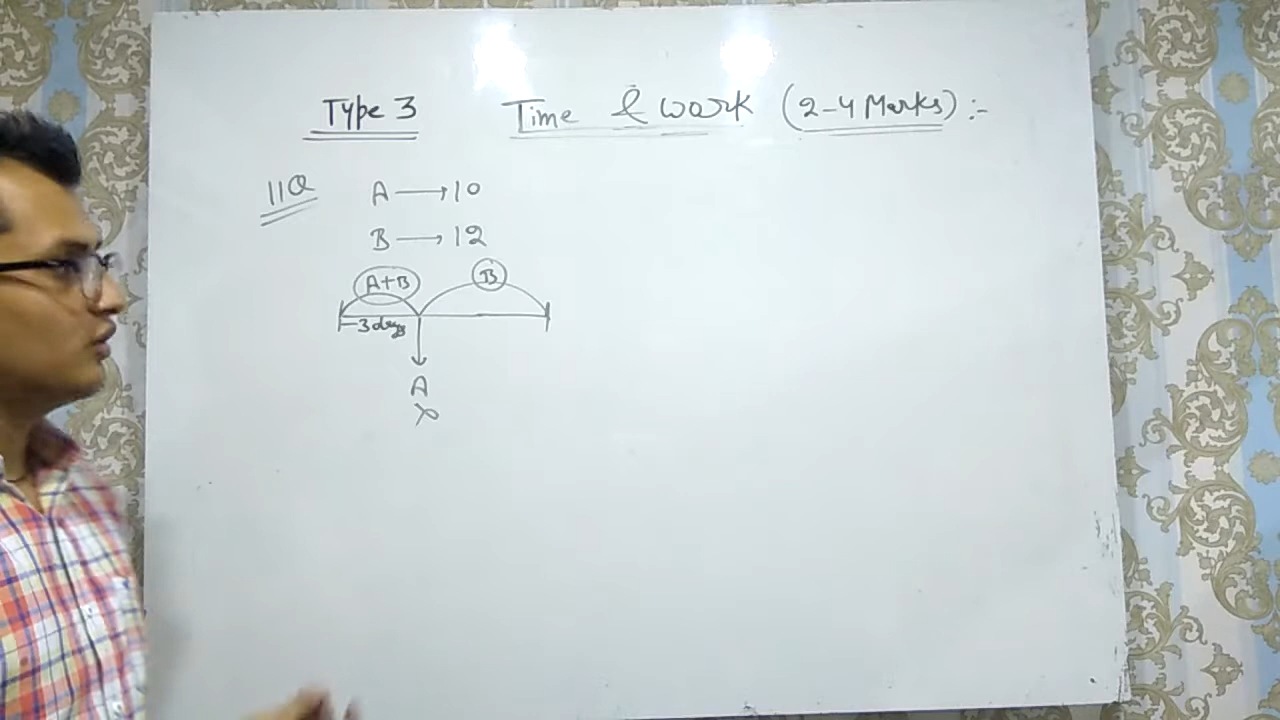 Type 3 Time & work (2-4 Marks) :-
11Q A → 10
B → 12
A+B B
3 days
A